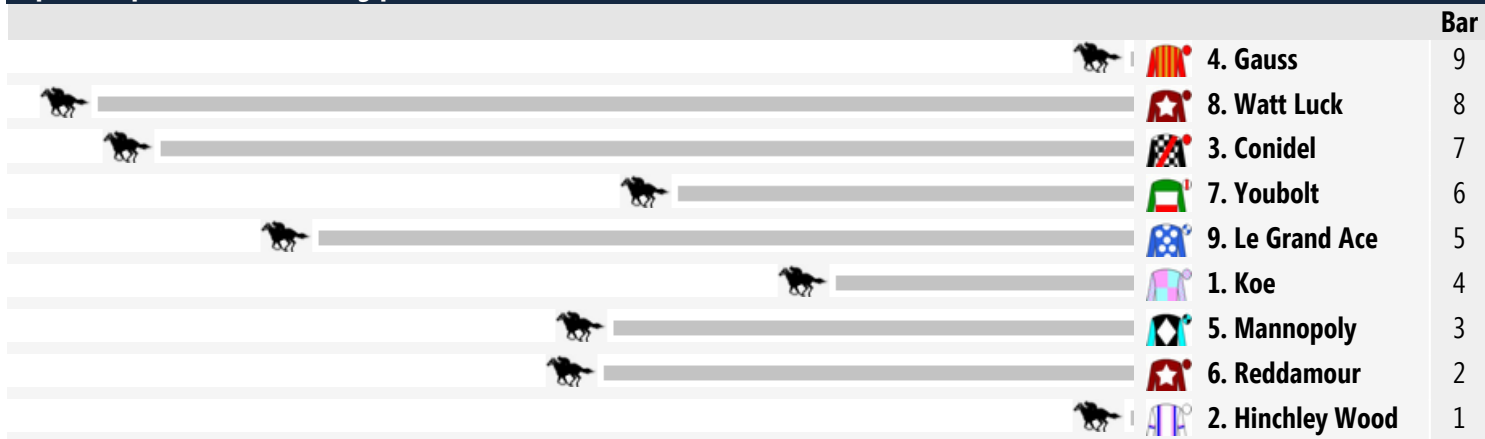 Bar
4. Gauss 9
8. Watt Luck 8
3. Conidel 7
7. Youbolt 6
9. Le Grand Ace 5
1. Koe 4
5. Mannopoly 3
6. Reddamour 2
2. Hinchley Wood 1